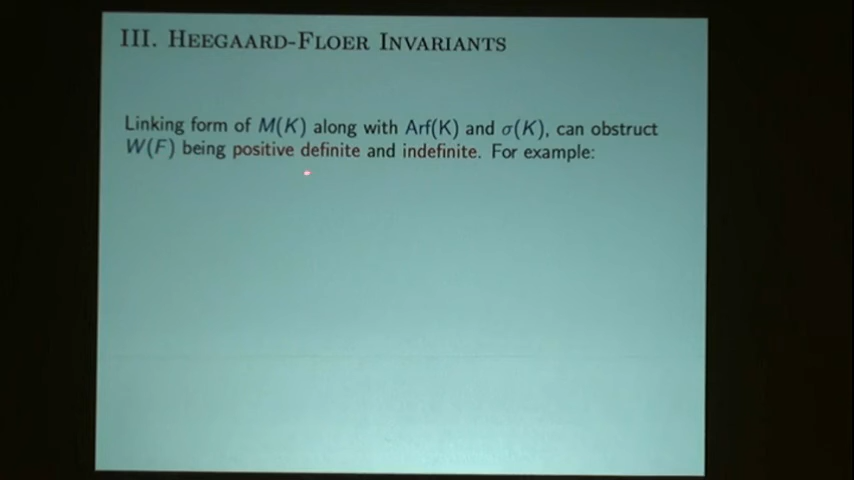 III. HEEGAARD-FLOER INVARIANTS
Linking form of M(K) along with Arf(K) and σ(K), can obstruct
W(F) being positive definite and indefinite. For example: